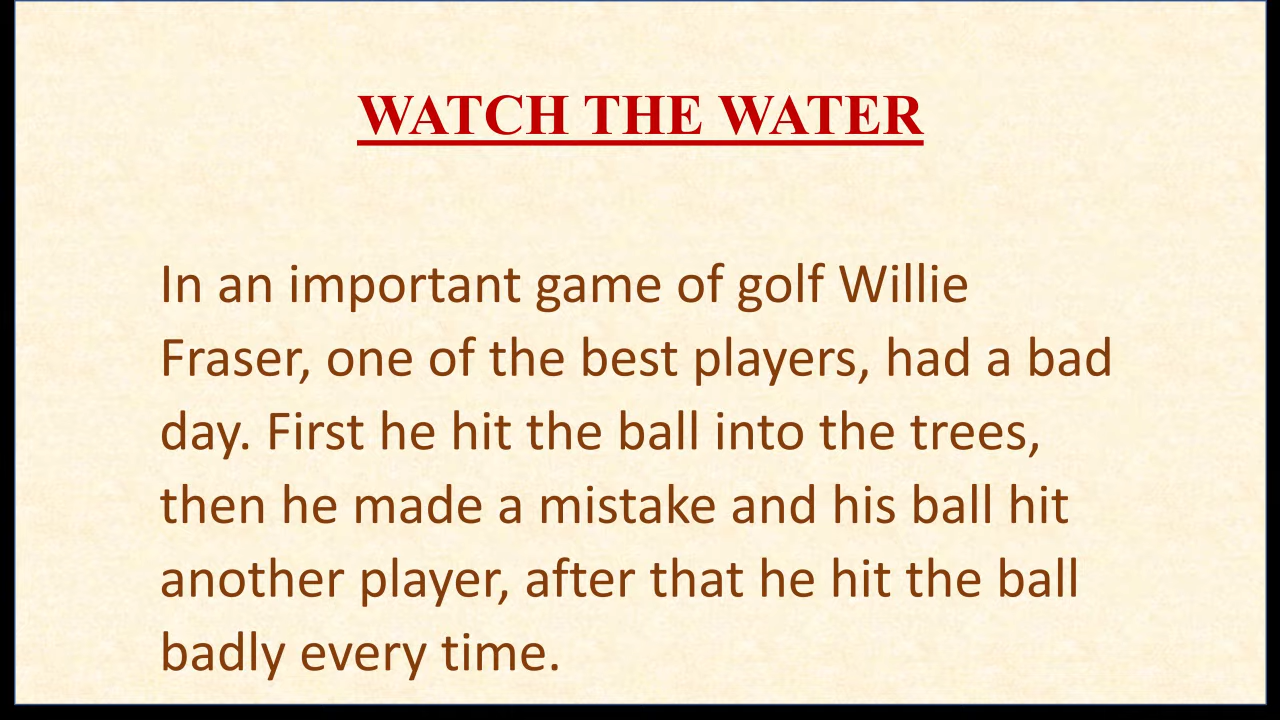 WATCH THE WATER
In an important game of golf Willie
Fraser, one of the best players, had a bad
day. First he hit the ball into the trees,
then he made a mistake and his ball hit
another player, after that he hit the ball
badly every time.